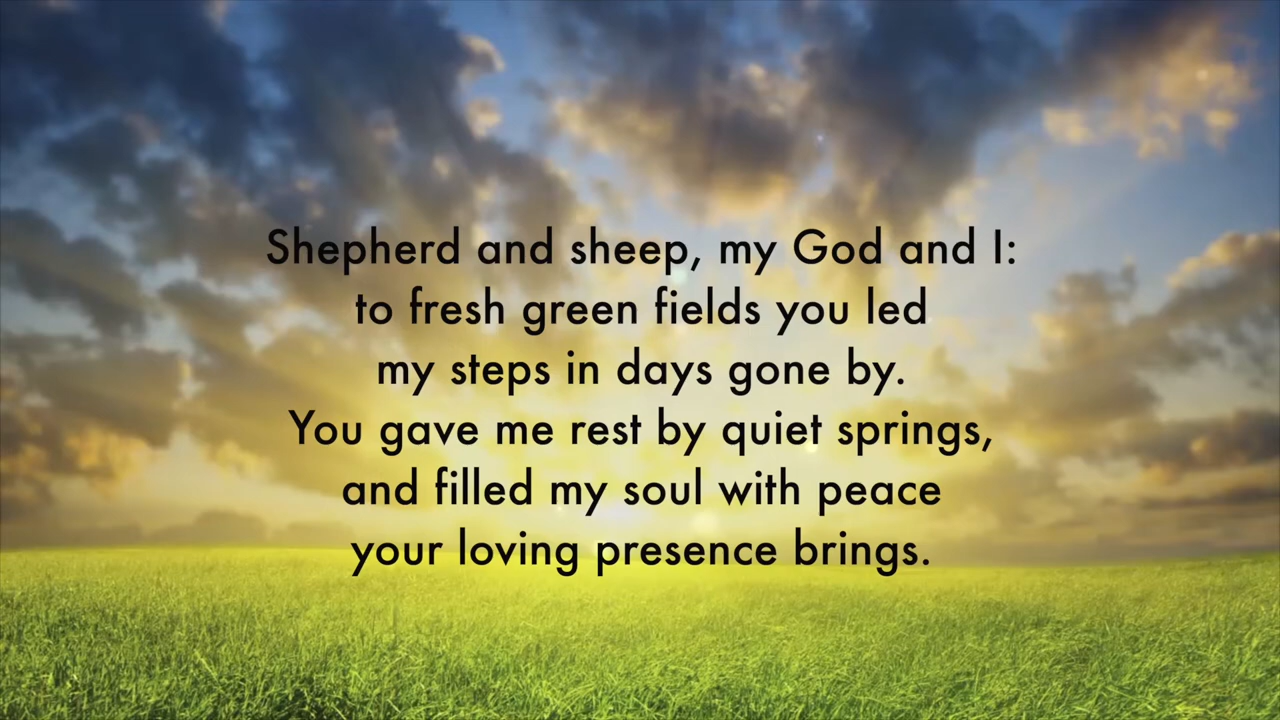 Shepherd and sheep, my God and I:
to fresh green fields you led
my steps in days gone by.
You gave me rest by quiet springs,
and filled my soul with peace
your loving presence brings.